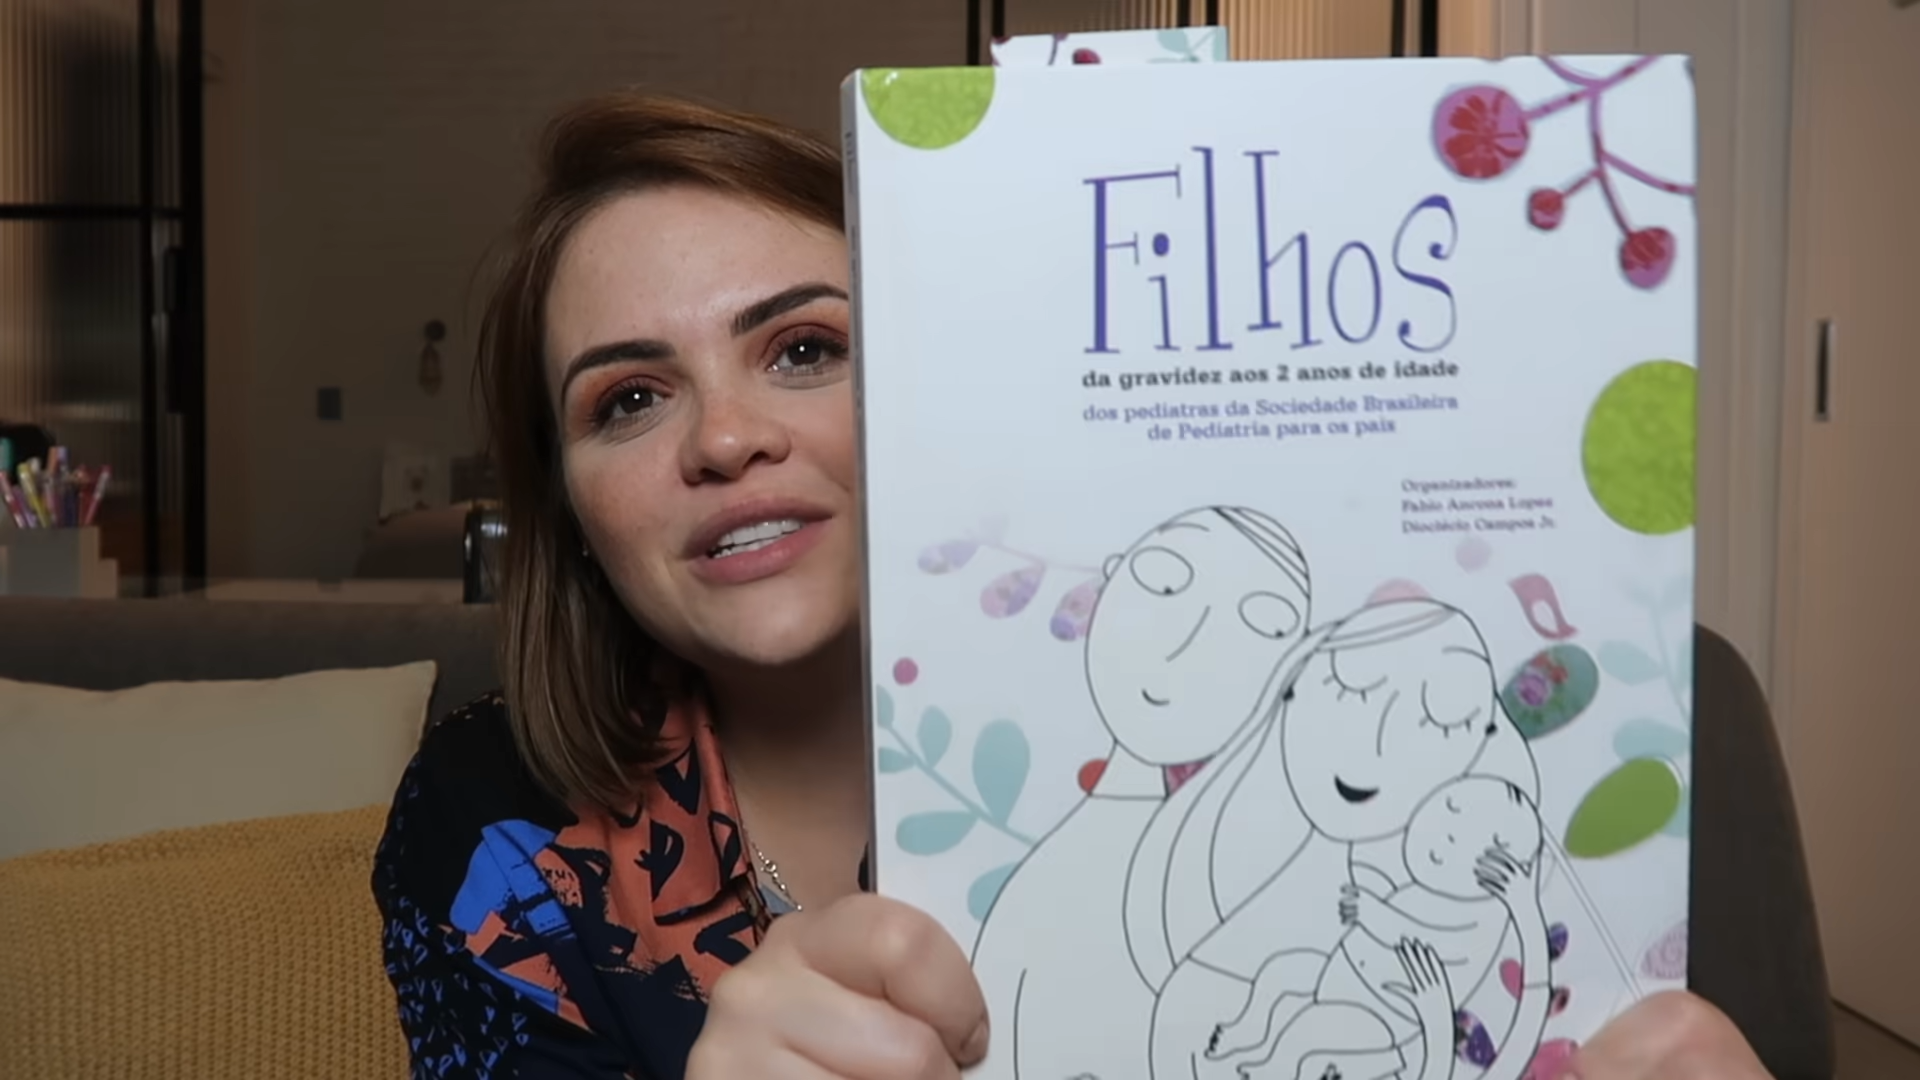 Filhos
da gravidez aos 2 anos de idade
dos pediatras da Sociedade Brasileira
de Pediatria para os pais
Organizadores:
Fabio Ancona Lopez
Dioclécio Campos Jr.